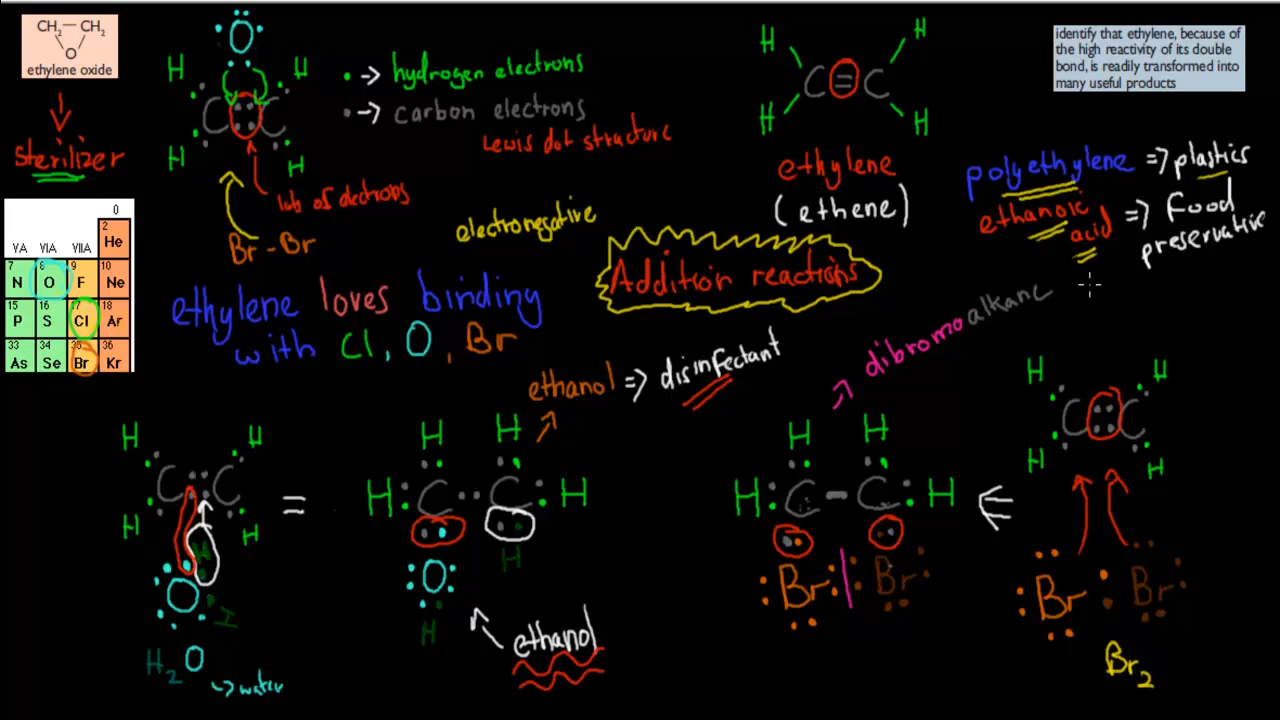 CH₂ — CH₂
O
ethylene oxide
sterilizer
O
H H
C C
H H
hydrogen electrons
carbon electrons
Lewis dot structure
lots of electrons
Br - Br
electronegative
H H
C = C
H H
ethylene
(ethene)
identify that ethylene, because of
the high reactivity of its double
bond, is readily transformed into
many useful products
polyethylene => plastics
ethanoic acid => Food preservative
0
2
He
VA VIA VIIA
7 8 9 10
N O F Ne
15 16 17 18
P S Cl Ar
33 34 35 36
As Se Br Kr
ethylene loves binding
with Cl, O, Br
Addition reactions
ethanol => disinfectant
dibromoalkane
H H
C C
H H
H
O
H₂O
water
=
H H
H C C H
O H
H
ethanol
H H
H C - C H
Br Br
H H
C C
H H
Br Br
Br₂